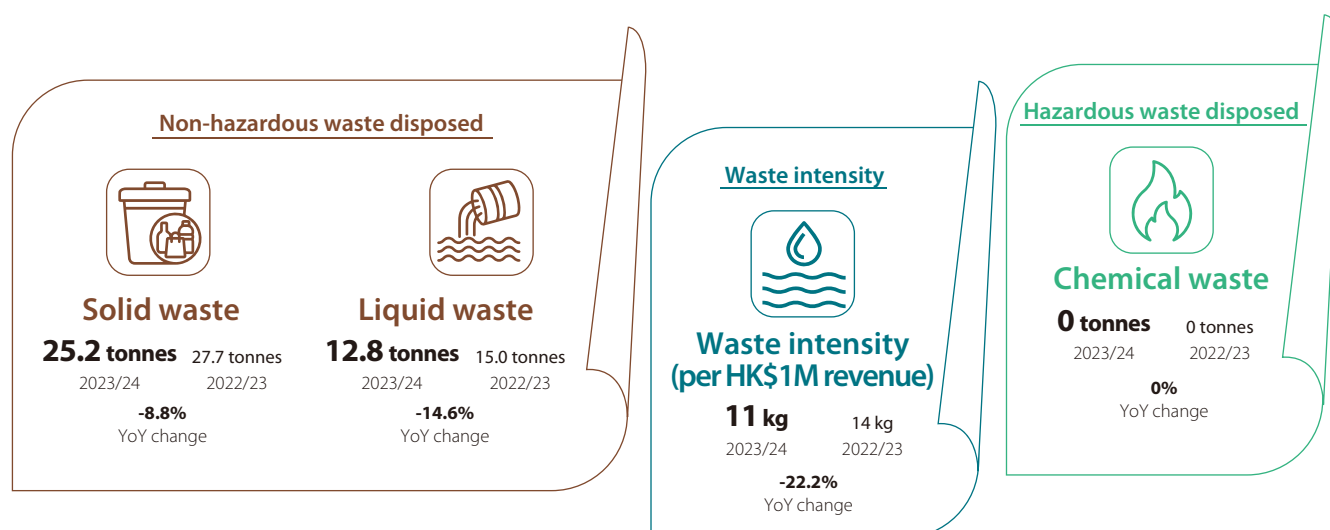 Non-hazardous waste disposed
Solid waste
25.2 tonnes 27.7 tonnes
2023/24 2022/23
-8.8%
YoY change
Liquid waste
12.8 tonnes 15.0 tonnes
2023/24 2022/23
-14.6%
YoY change
Waste intensity
Waste intensity
(per HK$1M revenue)
11 kg 14 kg
2023/24 2022/23
-22.2%
YoY change
Hazardous waste disposed
Chemical waste
0 tonnes 0 tonnes
2023/24 2022/23
0%
YoY change